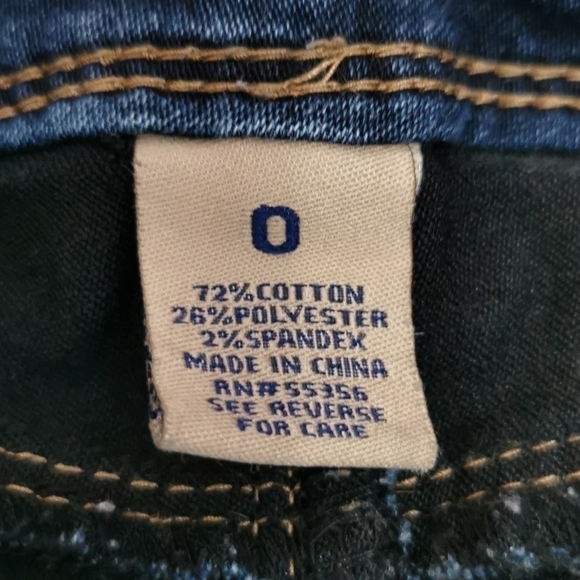 0
72%COTTON
26%POLYESTER
2%SPANDEX
MADE IN CHINA
RN#55356
SEE REVERSE
FOR CARE